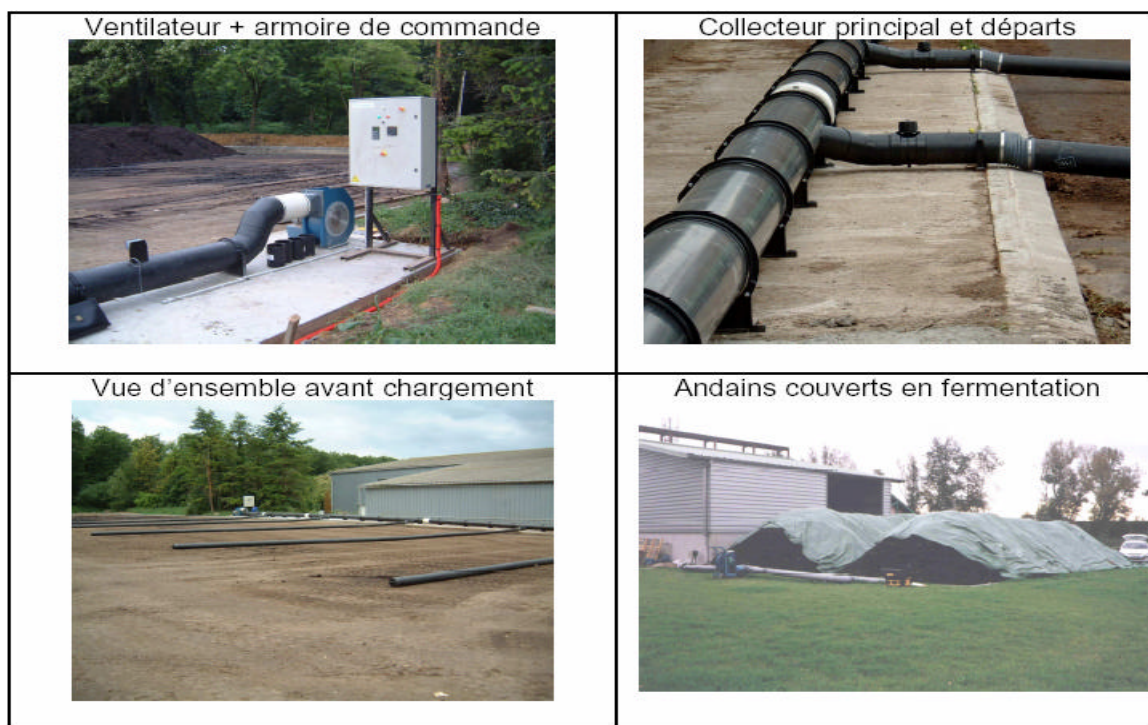 Ventilateur + armoire de commande
Collecteur principal et départs
Vue d'ensemble avant chargement
Andains couverts en fermentation